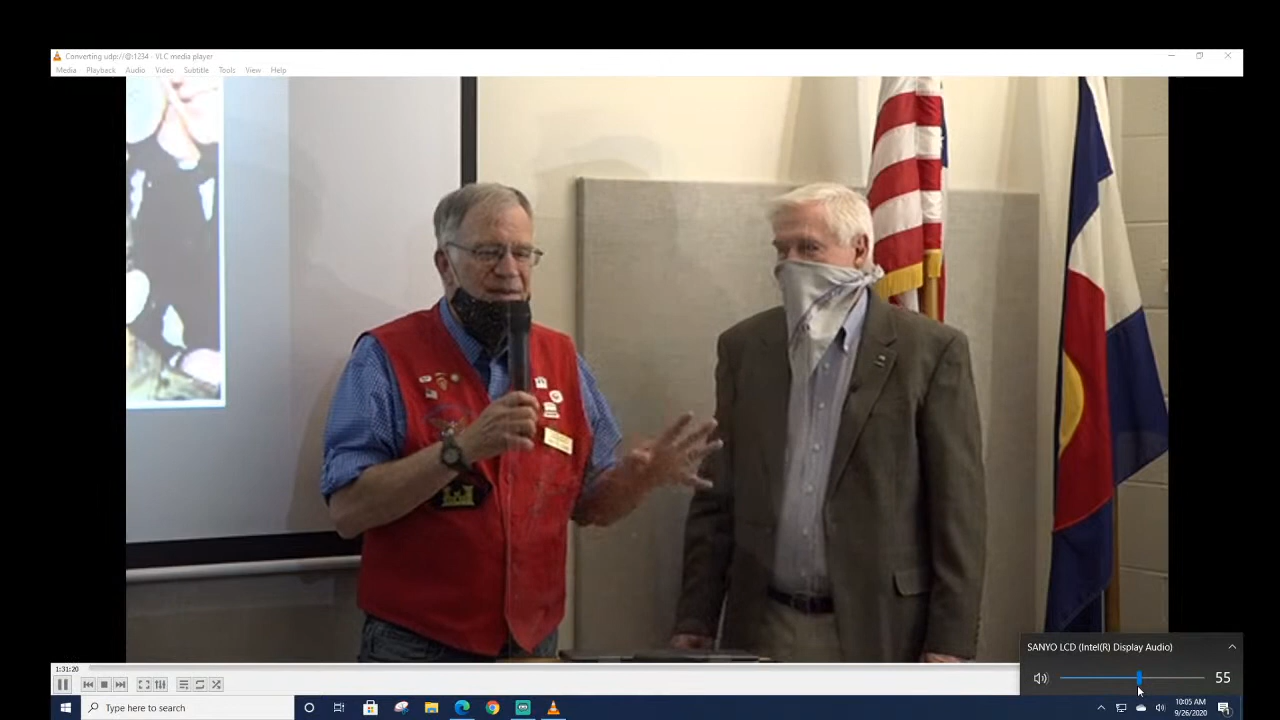 Converting udp://@:1234 - VLC media player
Media Playback Audio Video Subtitle Tools View Help
1:31:20
SANYO LCD (Intel(R) Display Audio)
55
Type here to search
10:05 AM
9/26/2020